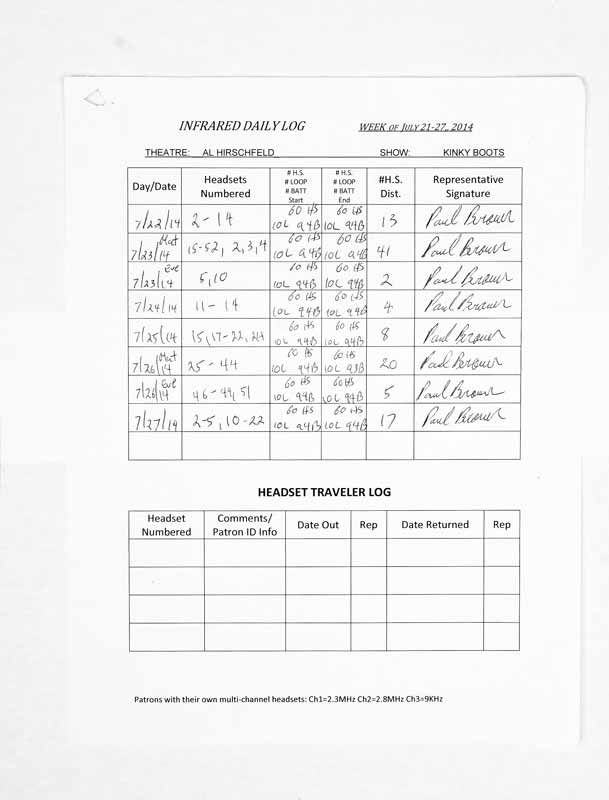 INFRARED DAILY LOG WEEK OF JULY 21-27, 2014
THEATRE: AL HIRSCHFELD SHOW: KINKY BOOTS
Day/Date Headsets Numbered # H.S. # LOOP # BATT Start # H.S. # LOOP # BATT End #H.S. Dist. Representative Signature
7/22/14 2-14 60 HS 10L 94B 60 HS 10L 94B 13 Paul Brown
7/23/14 Mat 15-52, 2,3,4 60 HS 10L 94B 60 HS 10L 94B 41 Paul Brown
7/23/14 Eve 5,10 60 HS 10L 94B 60 HS 10L 94B 2 Paul Brown
7/24/14 11-14 60 HS 10L 94B 60 HS 10L 94B 4 Paul Brown
7/25/14 15,17-22,24 60 HS 10L 94B 60 HS 10L 94B 8 Paul Brown
7/26/14 Mat 25-44 60 HS 10L 94B 60 HS 10L 93B 20 Paul Brown
7/26/14 Eve 46-49,51 60 HS 10L 94B 60 HS 10L 94B 5 Paul Brown
7/27/14 2-5,10-22 60 HS 10L 94B 60 HS 10L 94B 17 Paul Brown
HEADSET TRAVELER LOG
Headset Numbered Comments/ Patron ID Info Date Out Rep Date Returned Rep
Patrons with their own multi-channel headsets: Ch1=2.3MHz Ch2=2.8MHz Ch3=9KHz